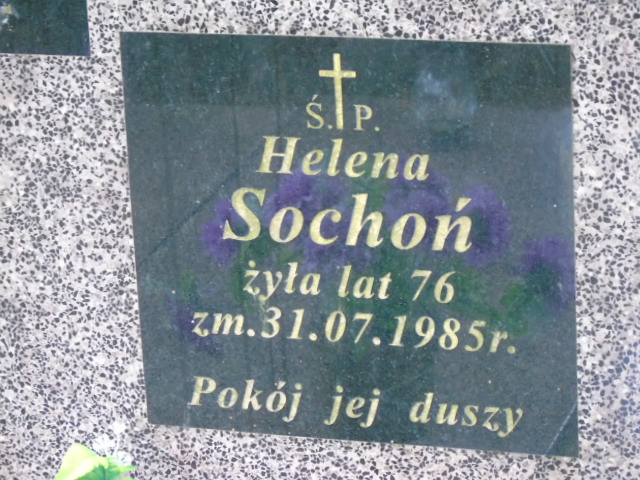 Ś.P.
Helena
Sochoń
żyła lat 76
zm.31.07.1985r.
Pokój jej duszy